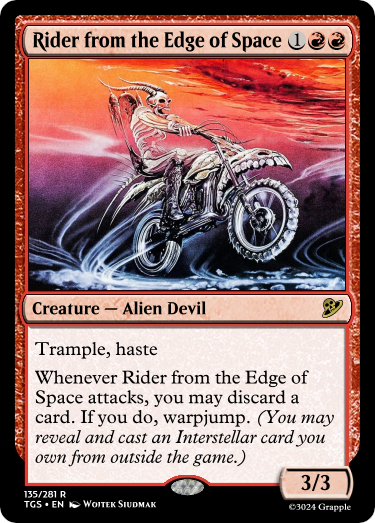 Rider from the Edge of Space 1
Creature — Alien Devil
Trample, haste
Whenever Rider from the Edge of
Space attacks, you may discard a
card. If you do, warpjump. (You may
reveal and cast an Interstellar card you
own from outside the game.)
3/3
135/281 R
TGS • EN Wojtek Siudmak
©3024 Grapple